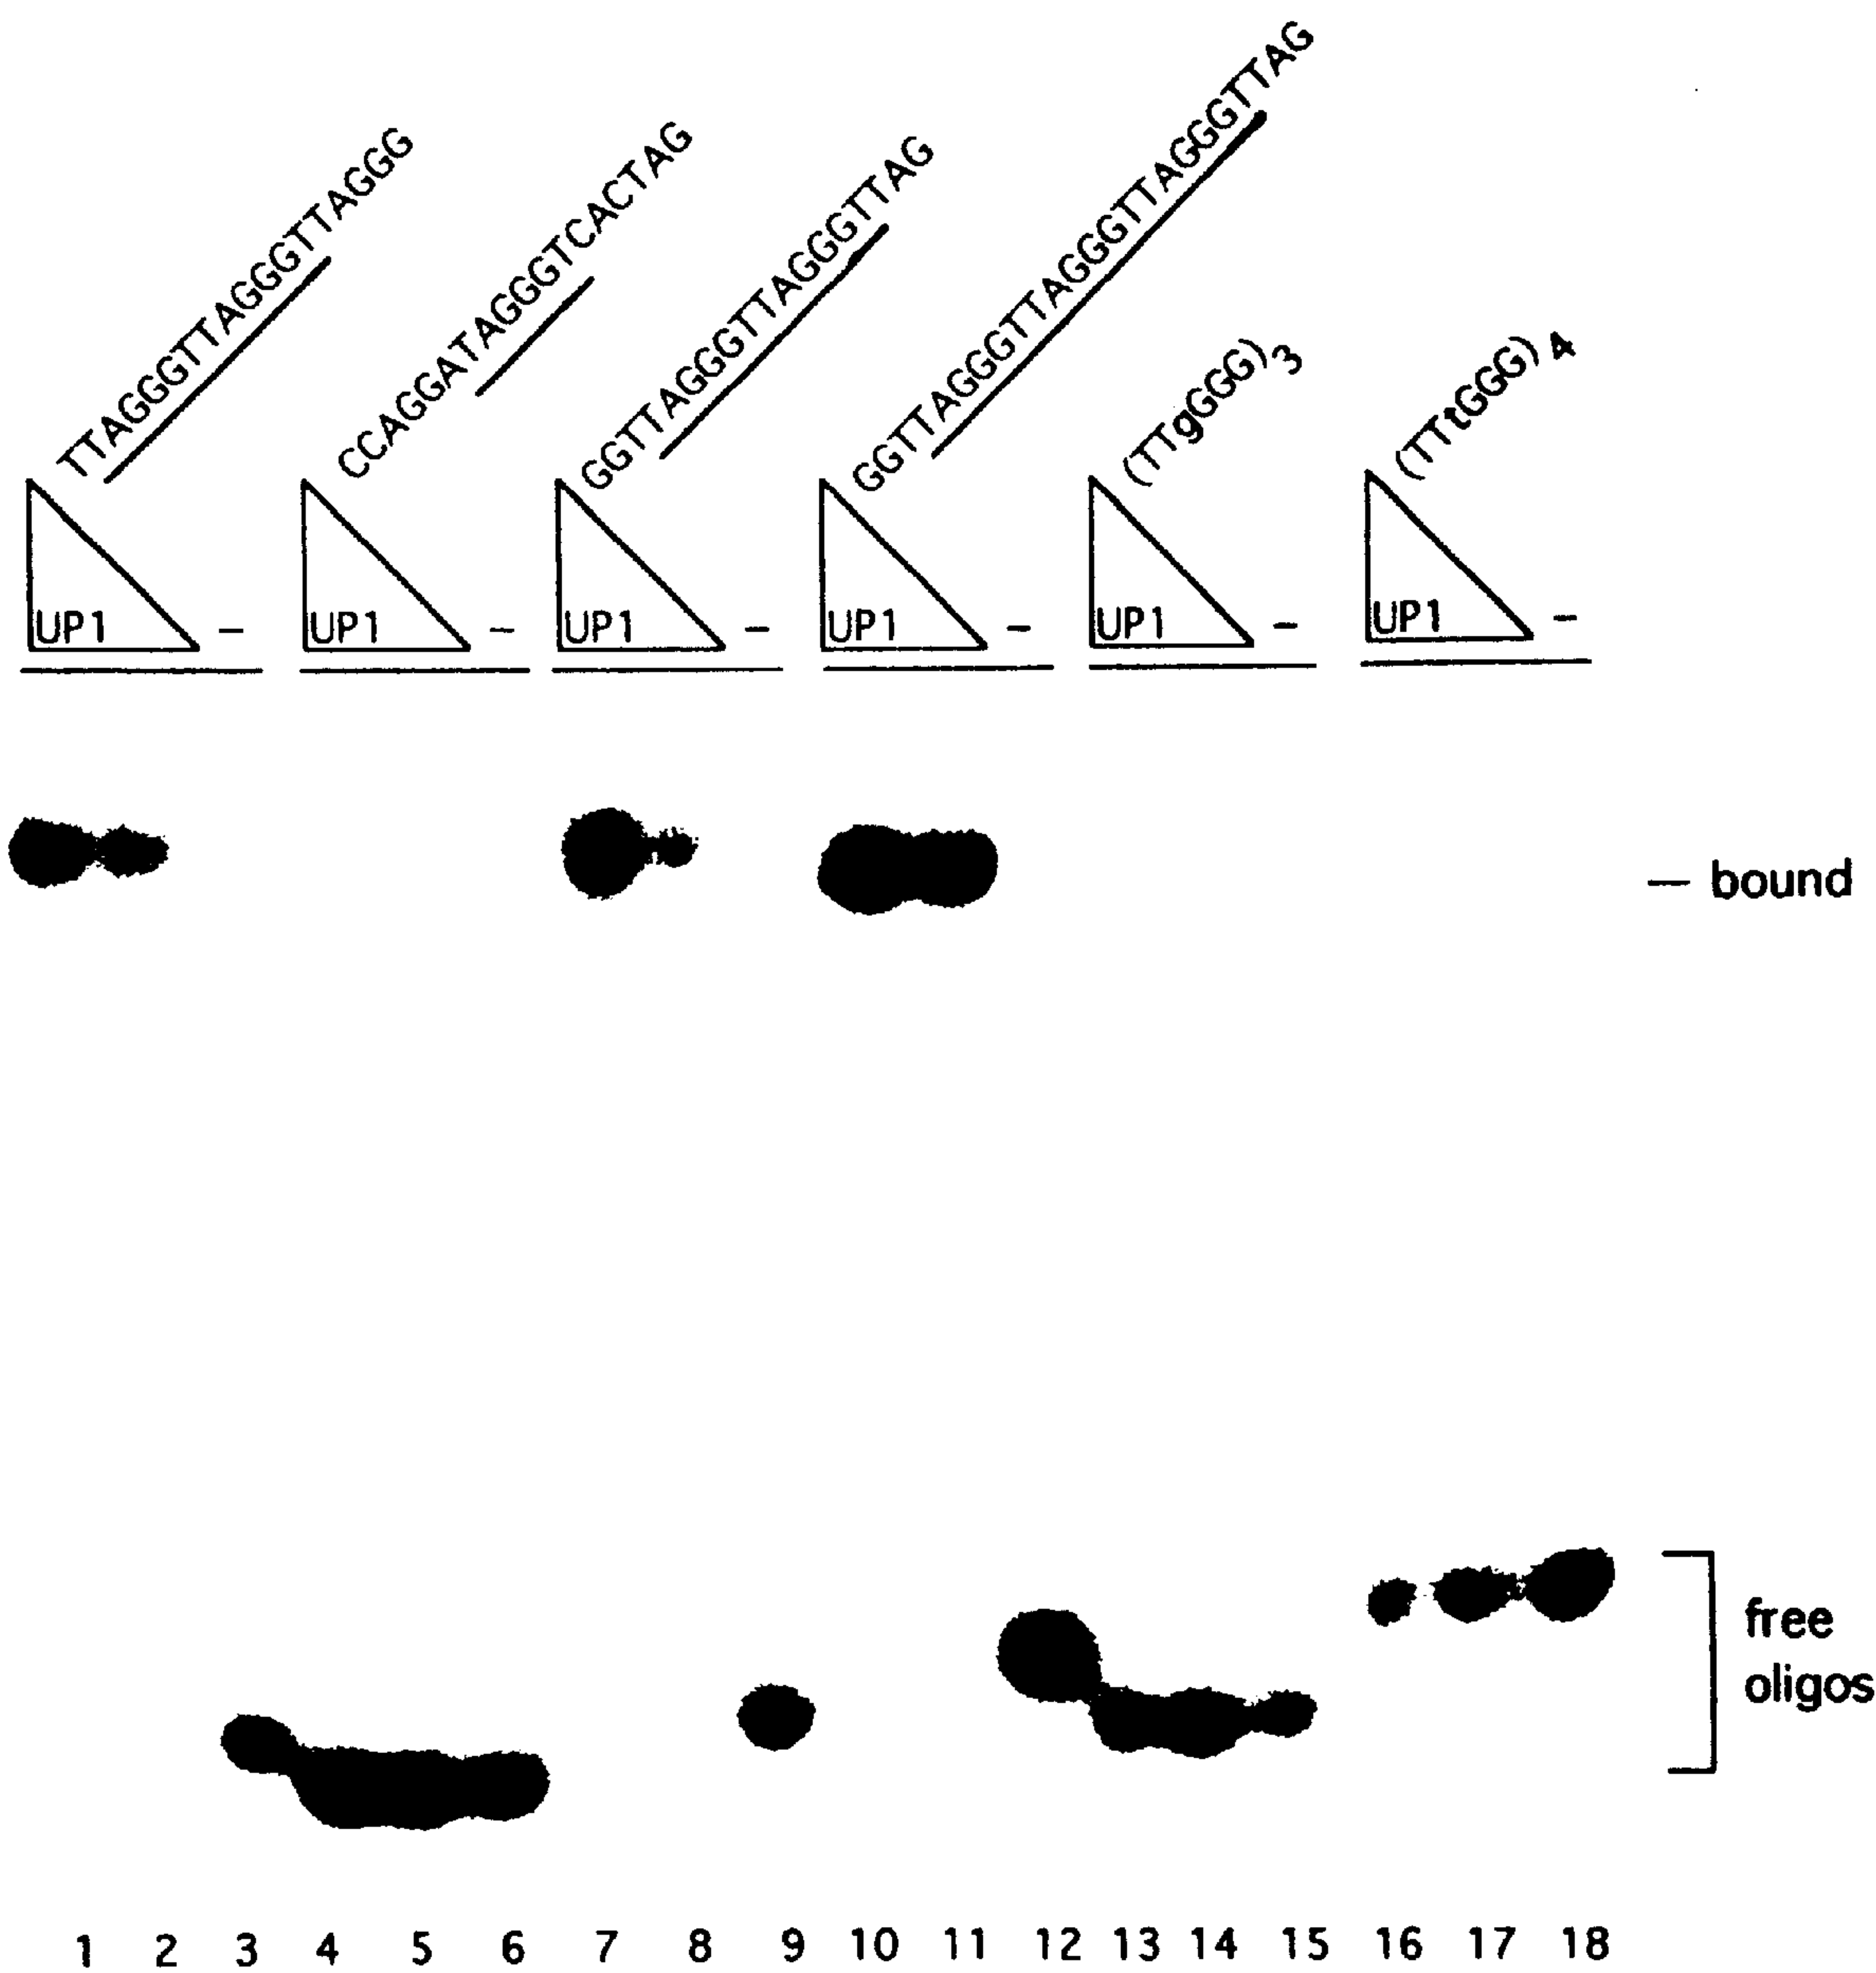 TTAGGGTTAGGGTTAGGG
CCAGGATAGGGTCACTAG
GGTTAGGGTTAGGGTTAG
GGTTAGGGTTAGGGTTAGGGTTAG
(TTgGGG)3
(TTtGGG)4
UP1 – UP1 – UP1 – UP1 – UP1 – UP1 –
— bound
free
oligos
1 2 3 4 5 6 7 8 9 10 11 12 13 14 15 16 17 18